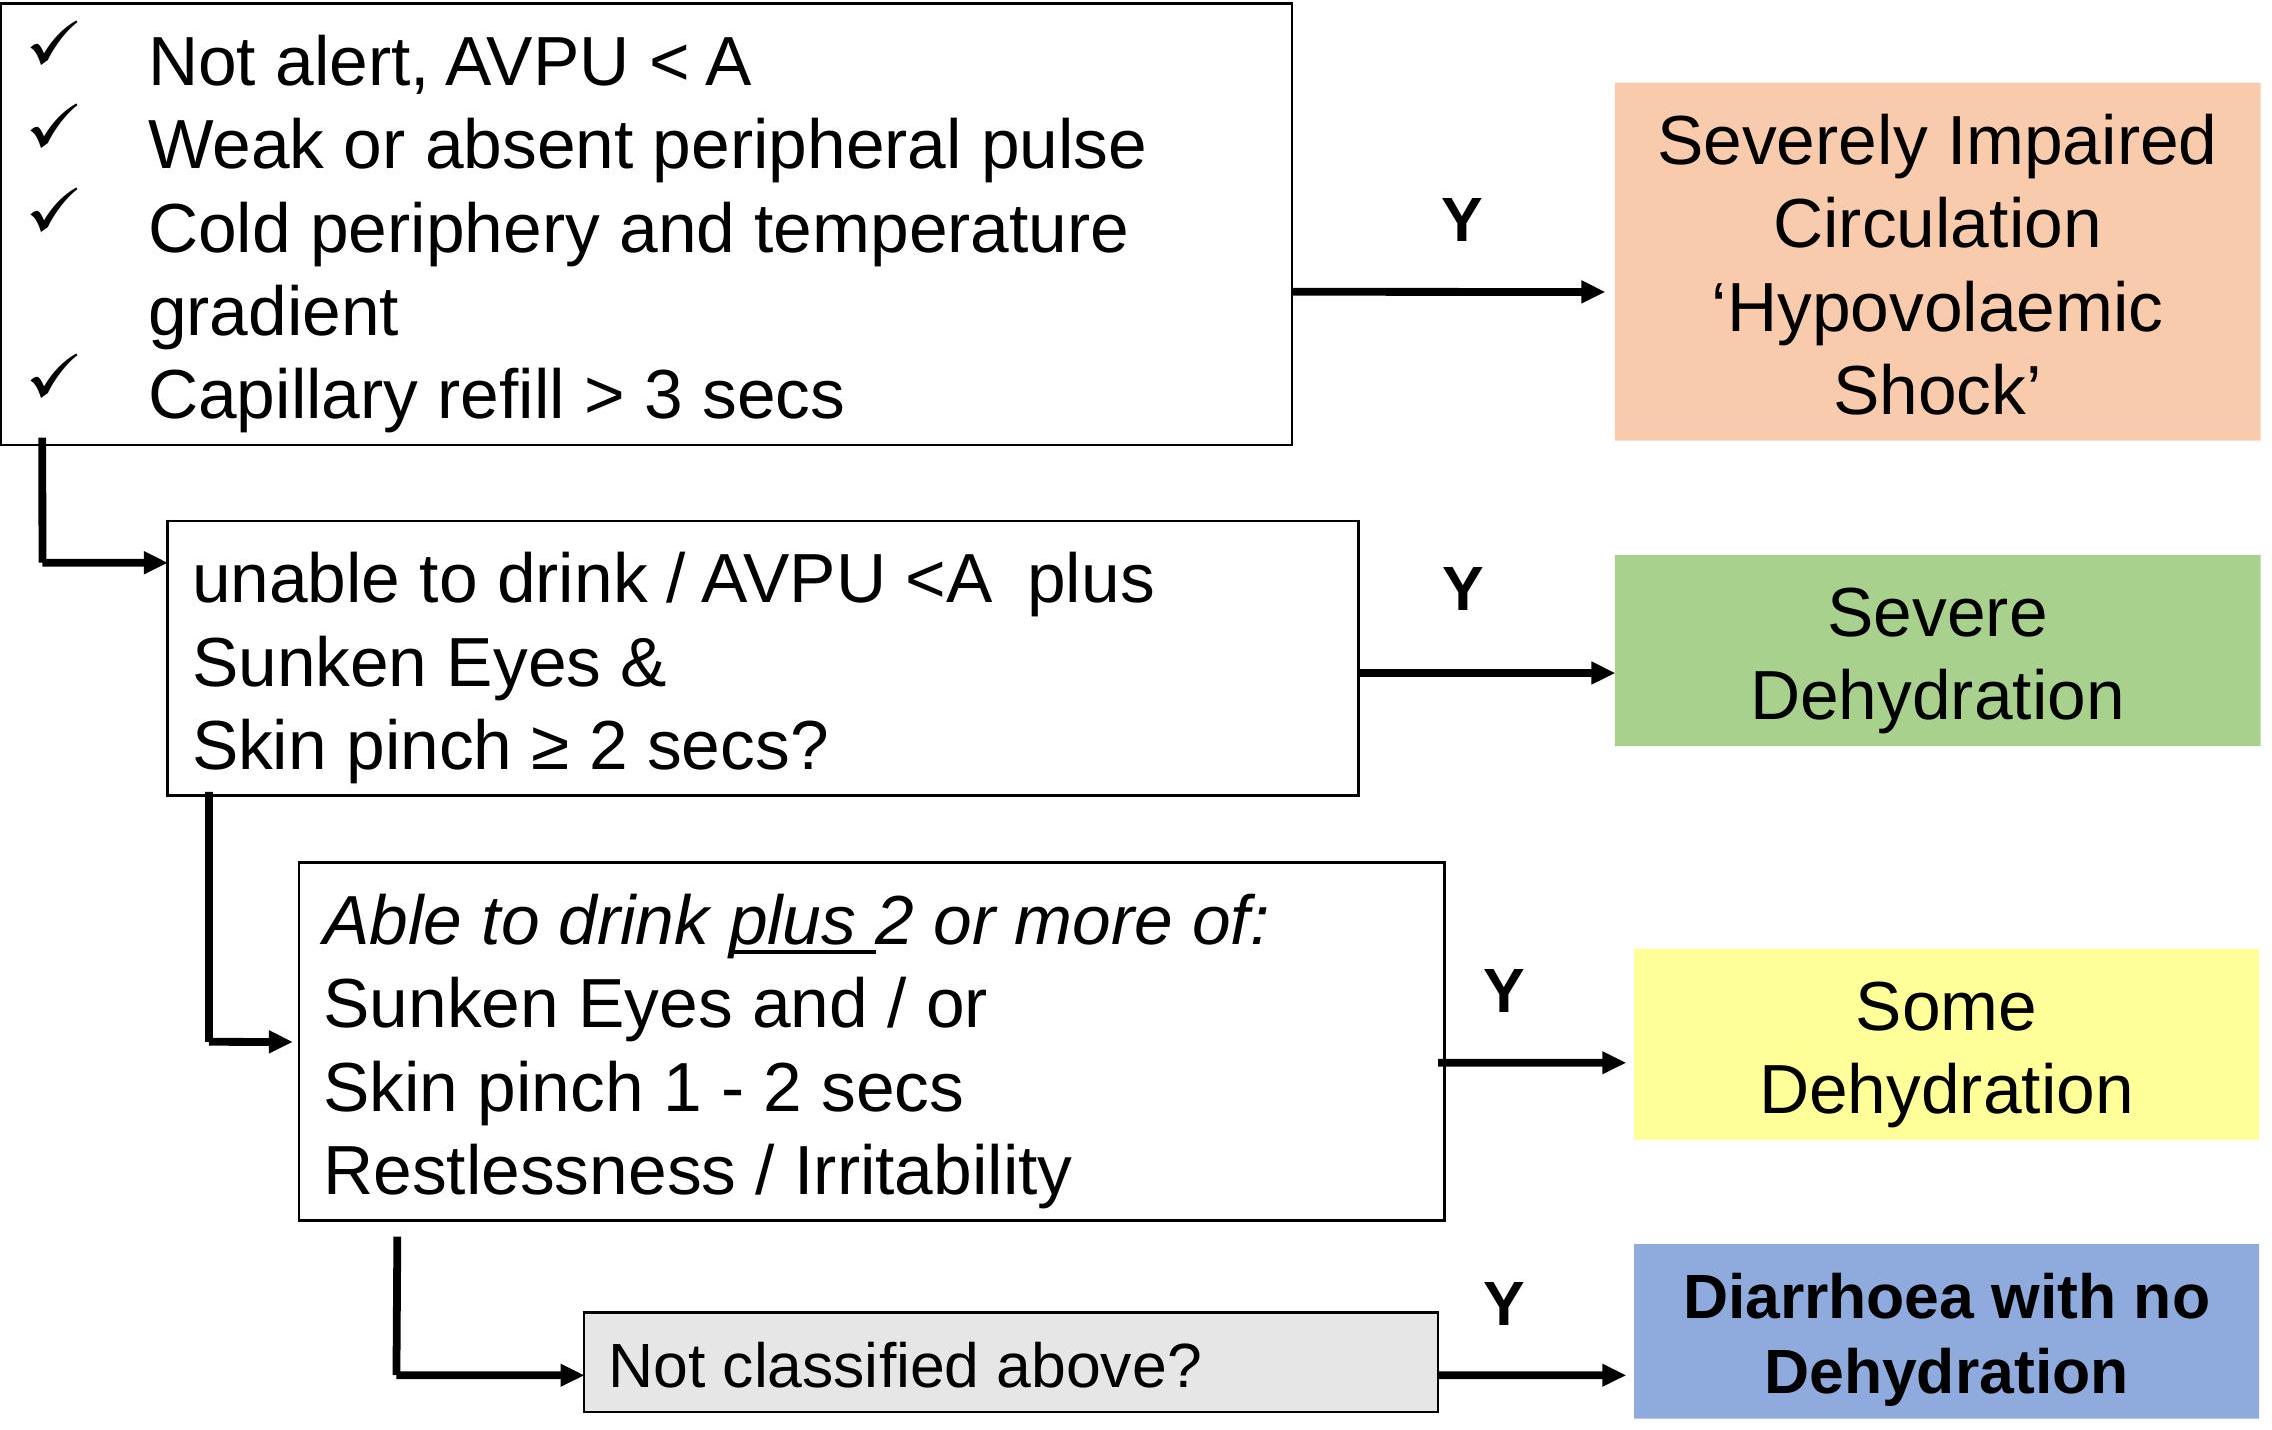 ✓ Not alert, AVPU < A
✓ Weak or absent peripheral pulse
✓ Cold periphery and temperature
gradient
✓ Capillary refill > 3 secs
Y
Severely Impaired
Circulation
‘Hypovolaemic
Shock’
unable to drink / AVPU <A  plus
Sunken Eyes &
Skin pinch ≥ 2 secs?
Y
Severe
Dehydration
Able to drink plus 2 or more of:
Sunken Eyes and / or
Skin pinch 1 - 2 secs
Restlessness / Irritability
Y
Some
Dehydration
Not classified above?
Y
Diarrhoea with no
Dehydration